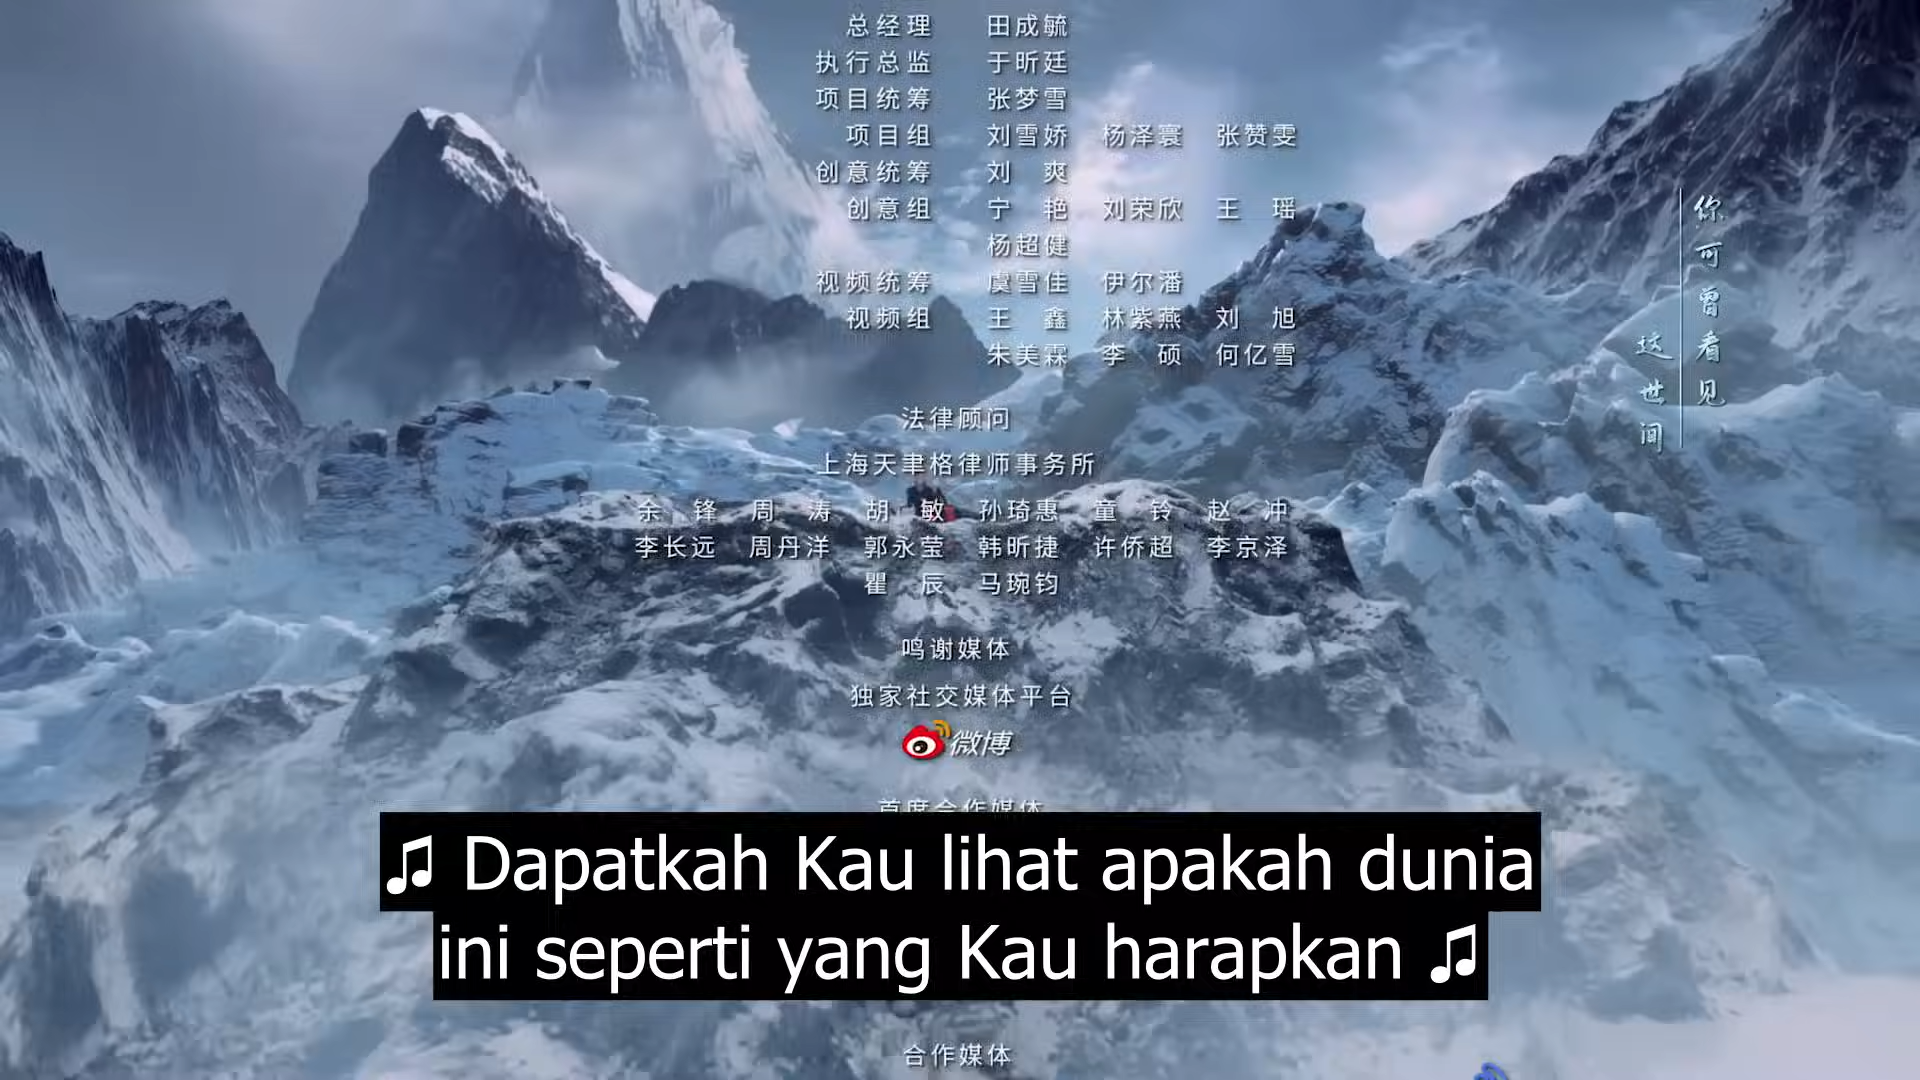 总经理 田成毓
执行总监 于昕廷
项目统筹 张梦雪
项目组 刘雪娇 杨泽寰 张赞雯
创意统筹 刘 爽
创意组 宁 艳 刘荣欣 王 瑶
杨超健
视频统筹 虞雪佳 伊尔潘
视频组 王 鑫 林紫燕 刘 旭
朱美霖 李 硕 何亿雪
你可曾看见
这世间
法律顾问
上海天聿格律师事务所
余 锋 周 涛 胡 敏 孙琦惠 童 铃 赵 冲
李长远 周丹洋 郭永莹 韩昕捷 许侨超 李京泽
瞿 辰 马琬钧
鸣谢媒体
独家社交媒体平台
微博
首席合作媒体
♫ Dapatkah Kau lihat apakah dunia
ini seperti yang Kau harapkan ♫
合作媒体